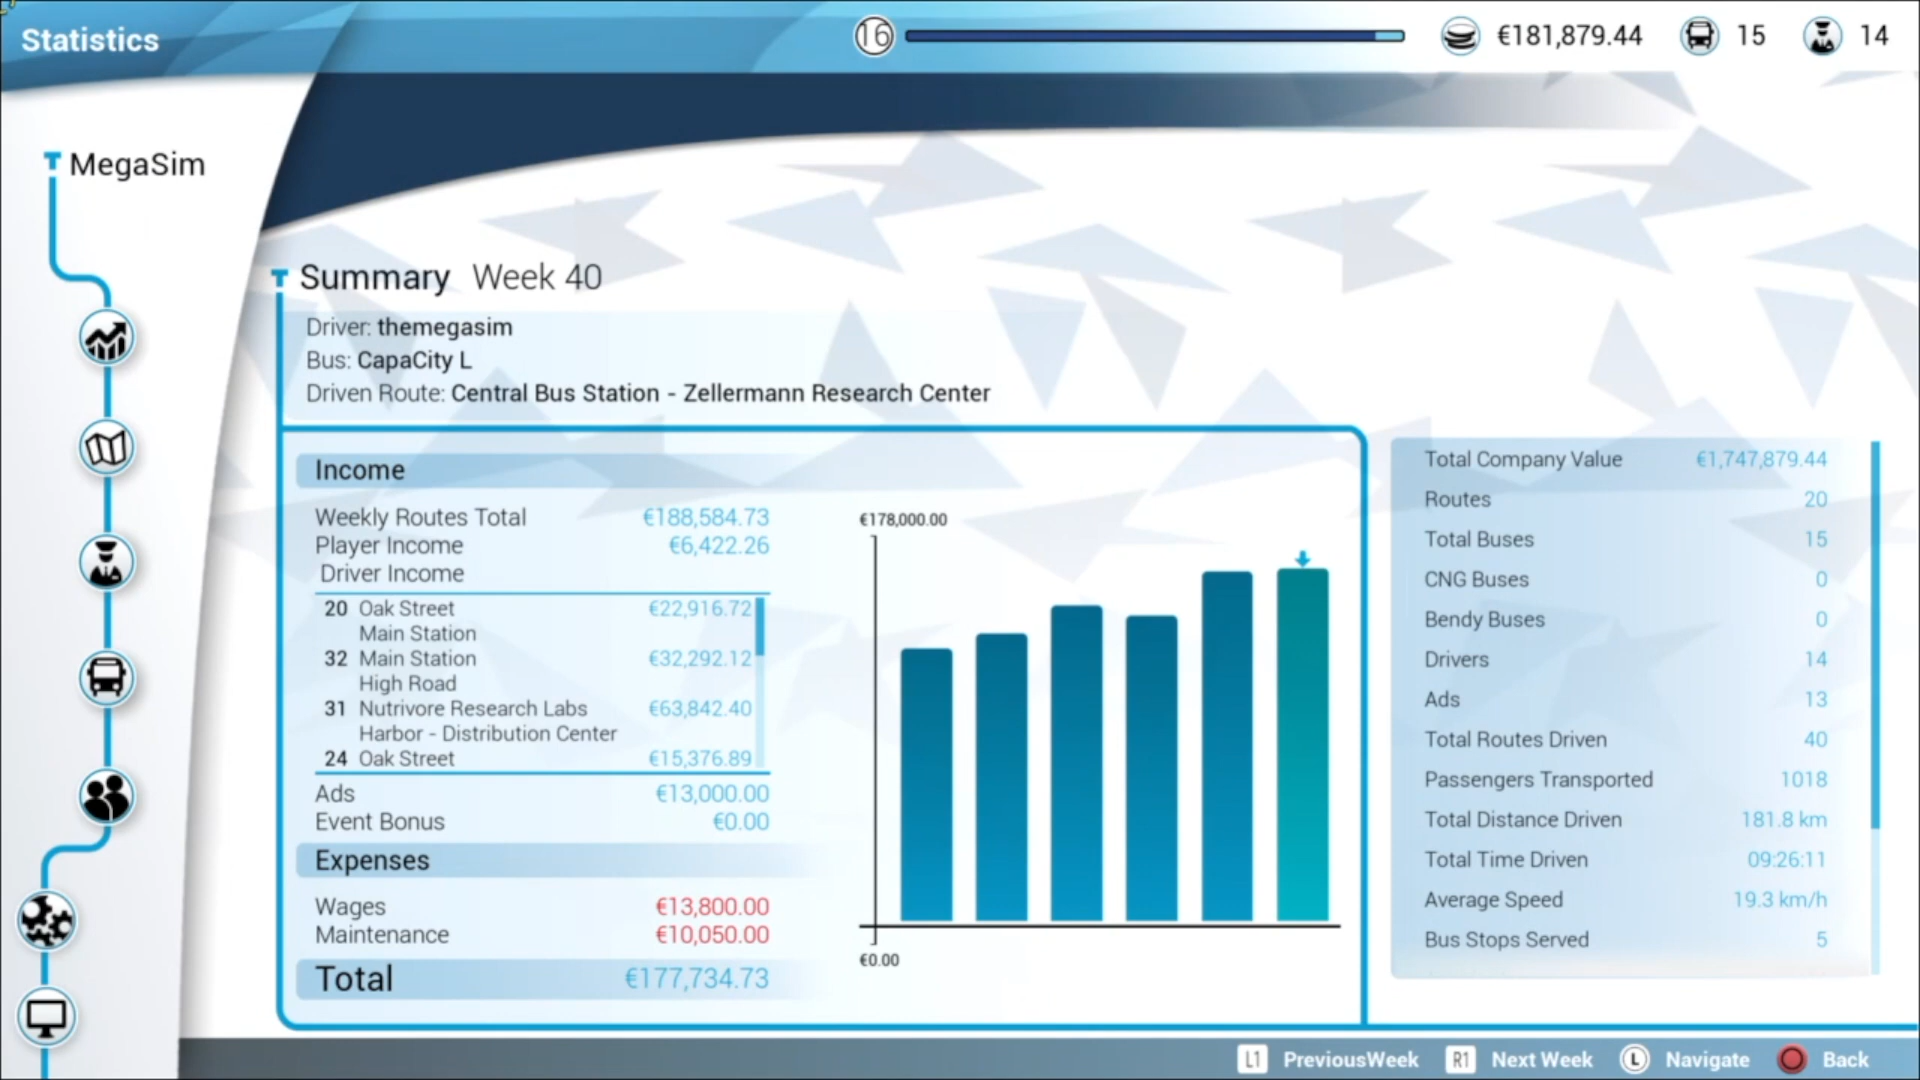 Statistics
16
€181,879.44
15
14
MegaSim
Summary Week 40
Driver: themegasim
Bus: CapaCity L
Driven Route: Central Bus Station - Zellermann Research Center
Income
Weekly Routes Total €188,584.73
Player Income €6,422.26
Driver Income
20 Oak Street €22,916.72
Main Station
32 Main Station €32,292.12
High Road
31 Nutrivore Research Labs €63,842.40
Harbor - Distribution Center
24 Oak Street €15,376.89
Ads €13,000.00
Event Bonus €0.00
Expenses
Wages €13,800.00
Maintenance €10,050.00
Total €177,734.73
€178,000.00
€0.00
Total Company Value €1,747,879.44
Routes 20
Total Buses 15
CNG Buses 0
Bendy Buses 0
Drivers 14
Ads 13
Total Routes Driven 40
Passengers Transported 1018
Total Distance Driven 181.8 km
Total Time Driven 09:26:11
Average Speed 19.3 km/h
Bus Stops Served 5
L1 PreviousWeek R1 Next Week L Navigate Back